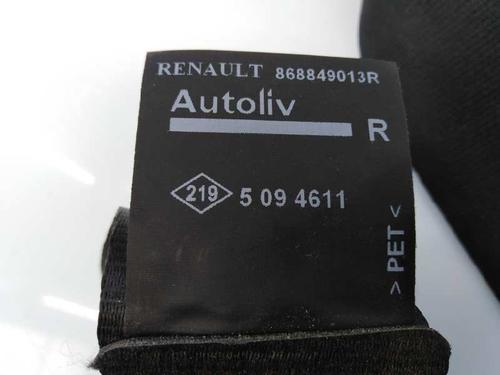 RENAULT 868849013R
Autoliv
R
219 5 09 4611
> PET <